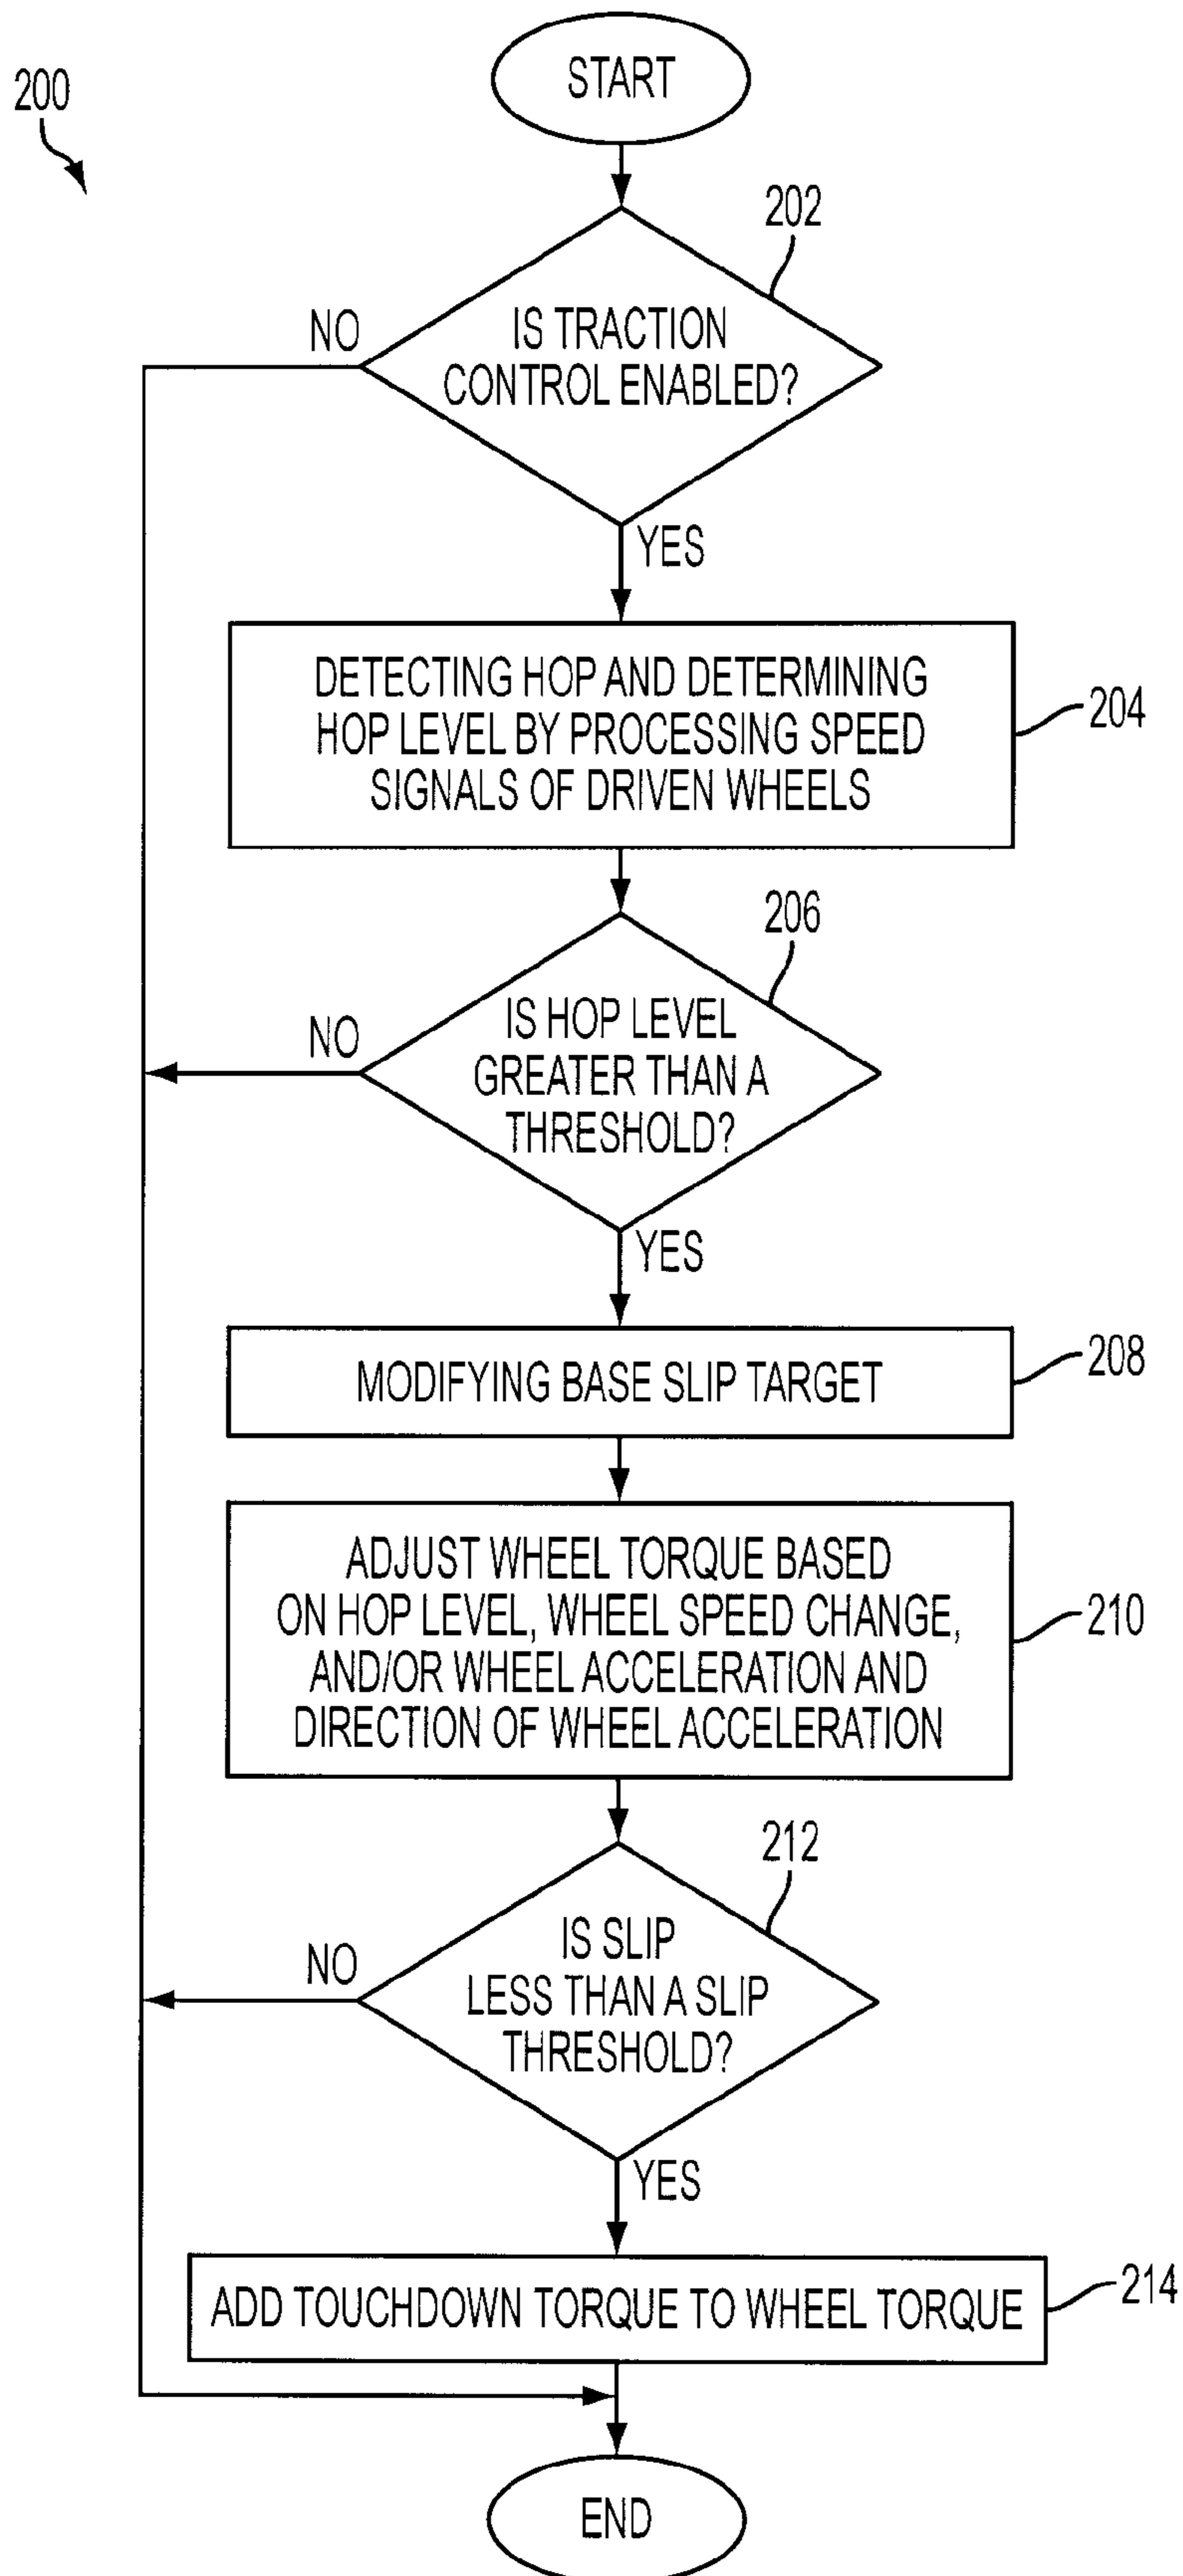 200
START
202
NO
IS TRACTION
CONTROL ENABLED?
YES
DETECTING HOP AND DETERMINING
HOP LEVEL BY PROCESSING SPEED
SIGNALS OF DRIVEN WHEELS
204
206
NO
IS HOP LEVEL
GREATER THAN A
THRESHOLD?
YES
MODIFYING BASE SLIP TARGET
208
ADJUST WHEEL TORQUE BASED
ON HOP LEVEL, WHEEL SPEED CHANGE,
AND/OR WHEEL ACCELERATION AND
DIRECTION OF WHEEL ACCELERATION
210
212
NO
IS SLIP
LESS THAN A SLIP
THRESHOLD?
YES
ADD TOUCHDOWN TORQUE TO WHEEL TORQUE
214
END